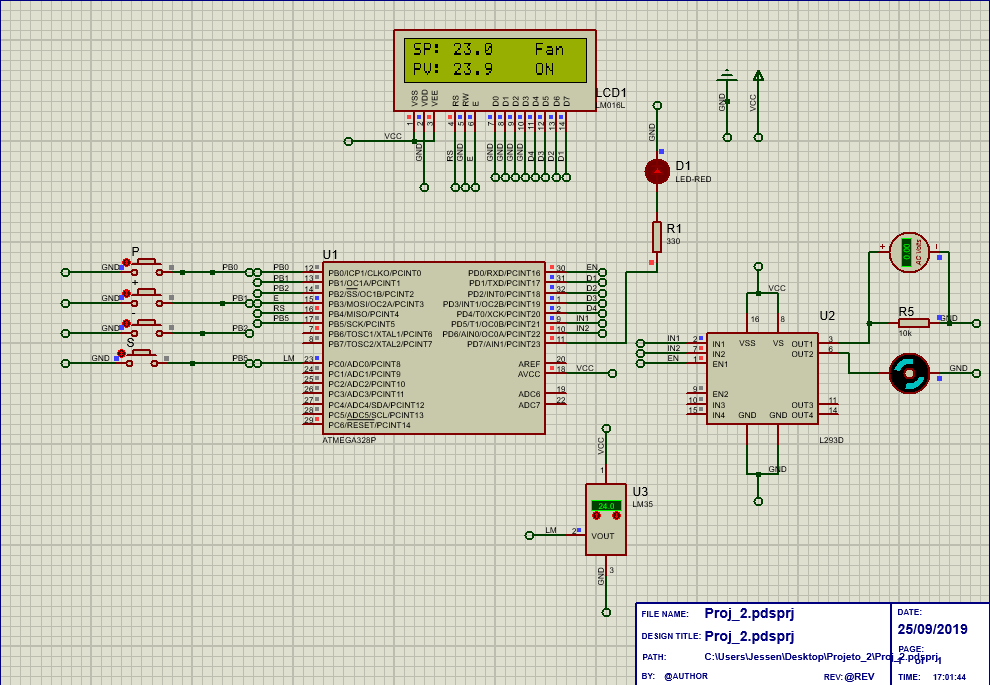 SP: 23.0 Fan
PV: 23.9 ON
LCD1
LM016L
VSS
VDD
VEE
RS
RW
E
D0
D1
D2
D3
D4
D5
D6
D7
1
2
3
4
5
6
7
8
9
10
11
12
13
14
VCC
GND
RS
GND
E
GND
GND
GND
GND
D4
D3
D2
D1
GND
VCC
GND
D1
LED-RED
R1
330
P
GND
PB0
+
GND
PB1
-
GND
PB2
S
GND
PB5
LM
PB0
PB1
PB2
E
RS
PB5
U1
12 PB0/ICP1/CLKO/PCINT0
13 PB1/OC1A/PCINT1
14 PB2/SS/OC1B/PCINT2
15 PB3/MOSI/OC2A/PCINT3
16 PB4/MISO/PCINT4
17 PB5/SCK/PCINT5
7 PB6/TOSC1/XTAL1/PCINT6
8 PB7/TOSC2/XTAL2/PCINT7
23 PC0/ADC0/PCINT8
24 PC1/ADC1/PCINT9
25 PC2/ADC2/PCINT10
26 PC3/ADC3/PCINT11
27 PC4/ADC4/SDA/PCINT12
28 PC5/ADC5/SCL/PCINT13
29 PC6/RESET/PCINT14
PD0/RXD/PCINT16 30 EN
PD1/TXD/PCINT17 31 D1
PD2/INT0/PCINT18 32 D2
PD3/INT1/OC2B/PCINT19 1 D3
PD4/T0/XCK/PCINT20 2 D4
PD5/T1/OC0B/PCINT21 9 IN1
PD6/AIN0/OC0A/PCINT22 10 IN2
PD7/AIN1/PCINT23 11
AREF 20
AVCC 18 VCC
ADC6 19
ADC7 22
ATMEGA328P
VCC
16
8
U2
IN1 2 IN1
IN2 7 IN2
EN 1 EN1
VSS
VS
OUT1 3
OUT2 6
9 EN2
10 IN3
15 IN4
OUT3 11
OUT4 14
GND
GND
L293D
GND
+
0.00
AC Volts
R5
10k
GND
GND
VCC
1
U3
LM35
24.0
LM
2
VOUT
GND
3
FILE NAME: Proj_2.pdsprj
DESIGN TITLE: Proj_2.pdsprj
PATH: C:\Users\Jessen\Desktop\Projeto_2\Proj_2.pdsprj
BY: @AUTHOR
REV: @REV
DATE:
25/09/2019
PAGE:
1 of 1
TIME: 17:01:44